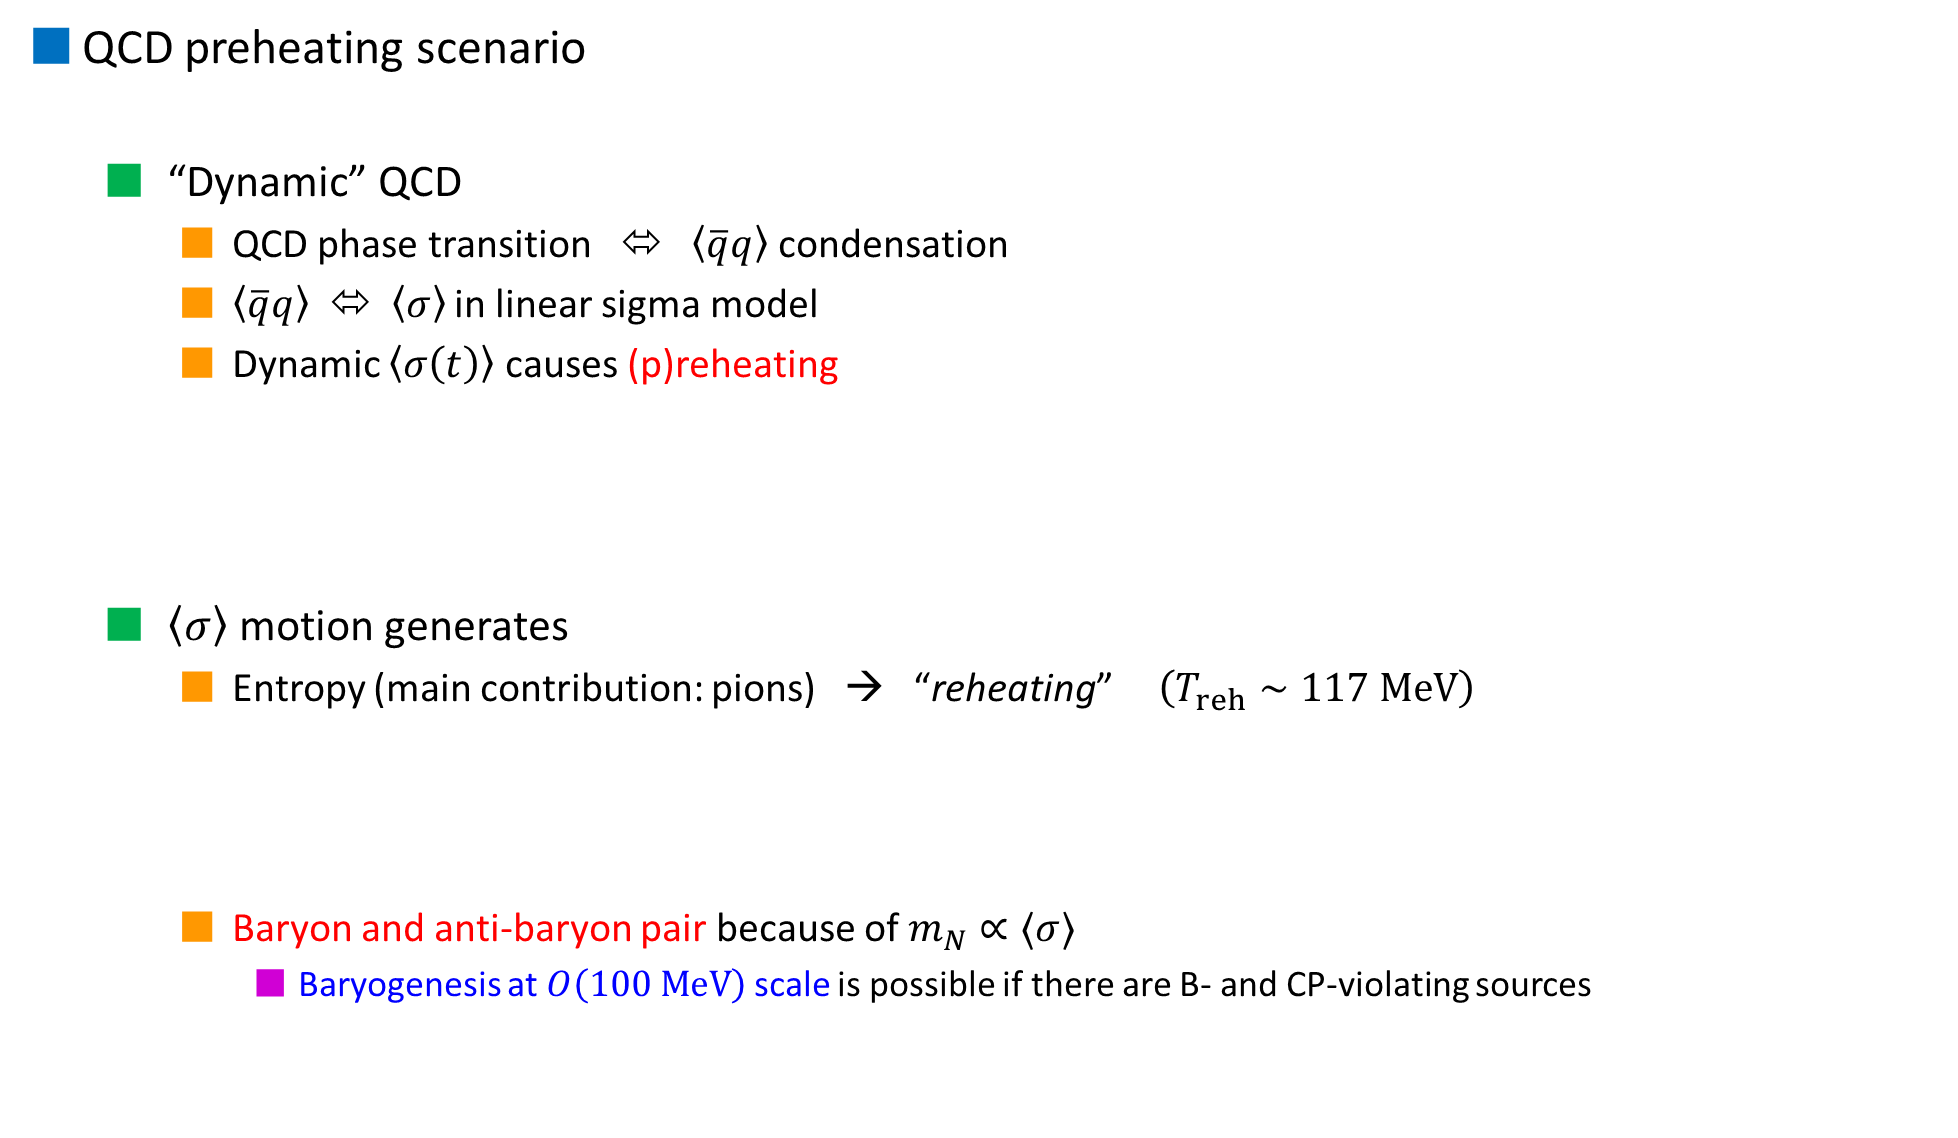 QCD preheating scenario
“Dynamic” QCD
QCD phase transition ⇔ ⟨q̅q⟩ condensation
⟨q̅q⟩ ⇔ ⟨σ⟩ in linear sigma model
Dynamic ⟨σ(t)⟩ causes (p)reheating
⟨σ⟩ motion generates
Entropy (main contribution: pions) → “reheating” (T_reh ~ 117 MeV)
Baryon and anti-baryon pair because of m_N ∝ ⟨σ⟩
Baryogenesis at O(100 MeV) scale is possible if there are B- and CP-violating sources